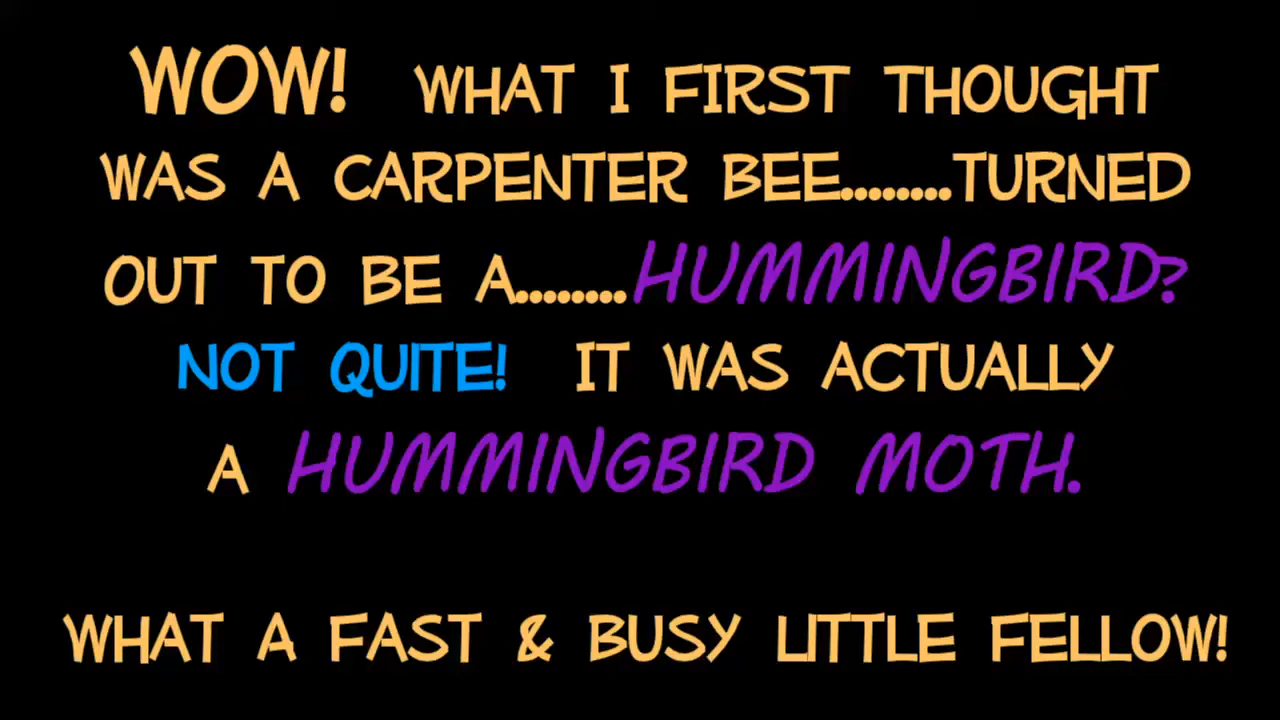 WOW! WHAT I FIRST THOUGHT
WAS A CARPENTER BEE........TURNED
OUT TO BE A........HUMMINGBIRD?
NOT QUITE! IT WAS ACTUALLY
A HUMMINGBIRD MOTH.
WHAT A FAST & BUSY LITTLE FELLOW!